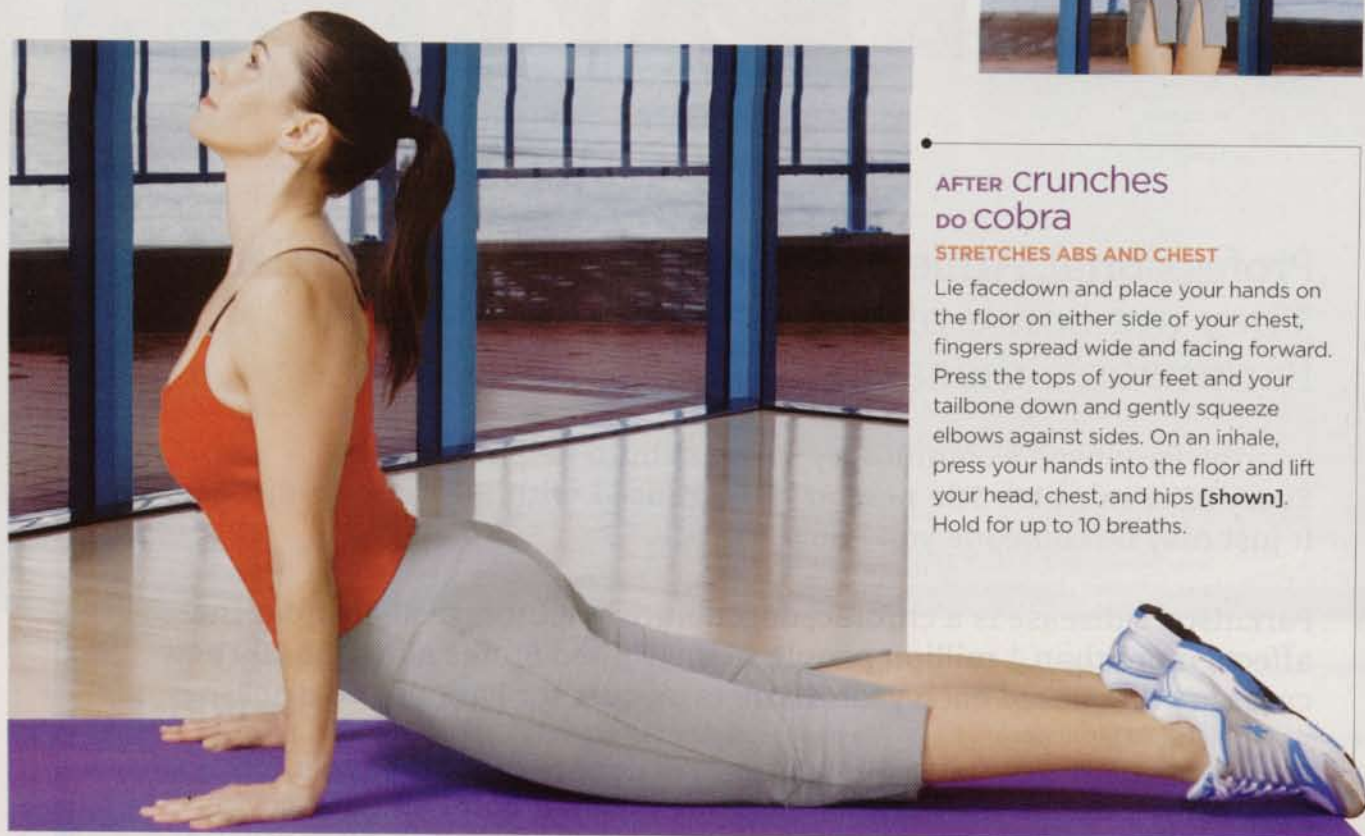 AFTER crunches
DO cobra
STRETCHES ABS AND CHEST
Lie facedown and place your hands on
the floor on either side of your chest,
fingers spread wide and facing forward.
Press the tops of your feet and your
tailbone down and gently squeeze
elbows against sides. On an inhale,
press your hands into the floor and lift
your head, chest, and hips [shown].
Hold for up to 10 breaths.